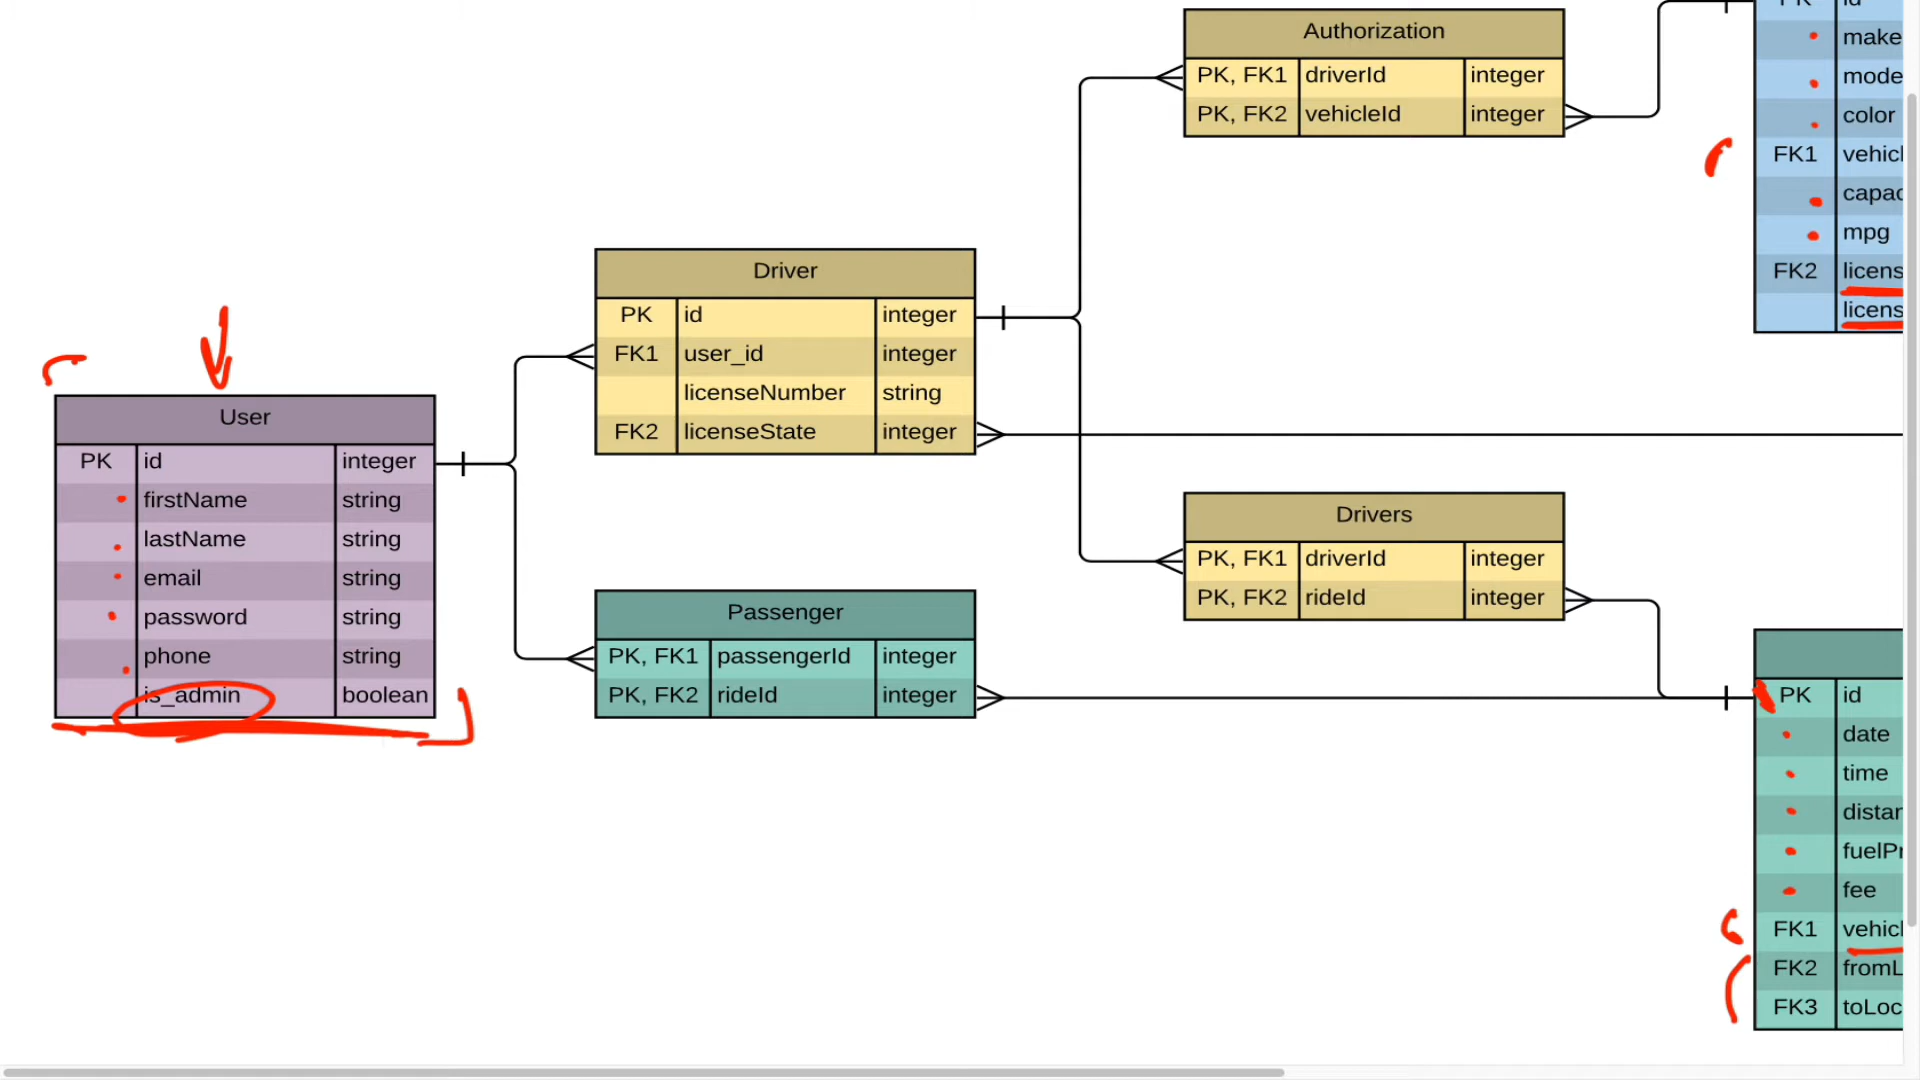 User
PK id integer
firstName string
lastName string
email string
password string
phone string
is_admin boolean
Driver
PK id integer
FK1 user_id integer
licenseNumber string
FK2 licenseState integer
Passenger
PK, FK1 passengerId integer
PK, FK2 rideId integer
Authorization
PK, FK1 driverId integer
PK, FK2 vehicleId integer
Drivers
PK, FK1 driverId integer
PK, FK2 rideId integer
PK id
make
mode
color
FK1 vehicl
capac
mpg
FK2 licens
licens
PK id
date
time
distan
fuelPr
fee
FK1 vehicl
FK2 fromL
FK3 toLoc